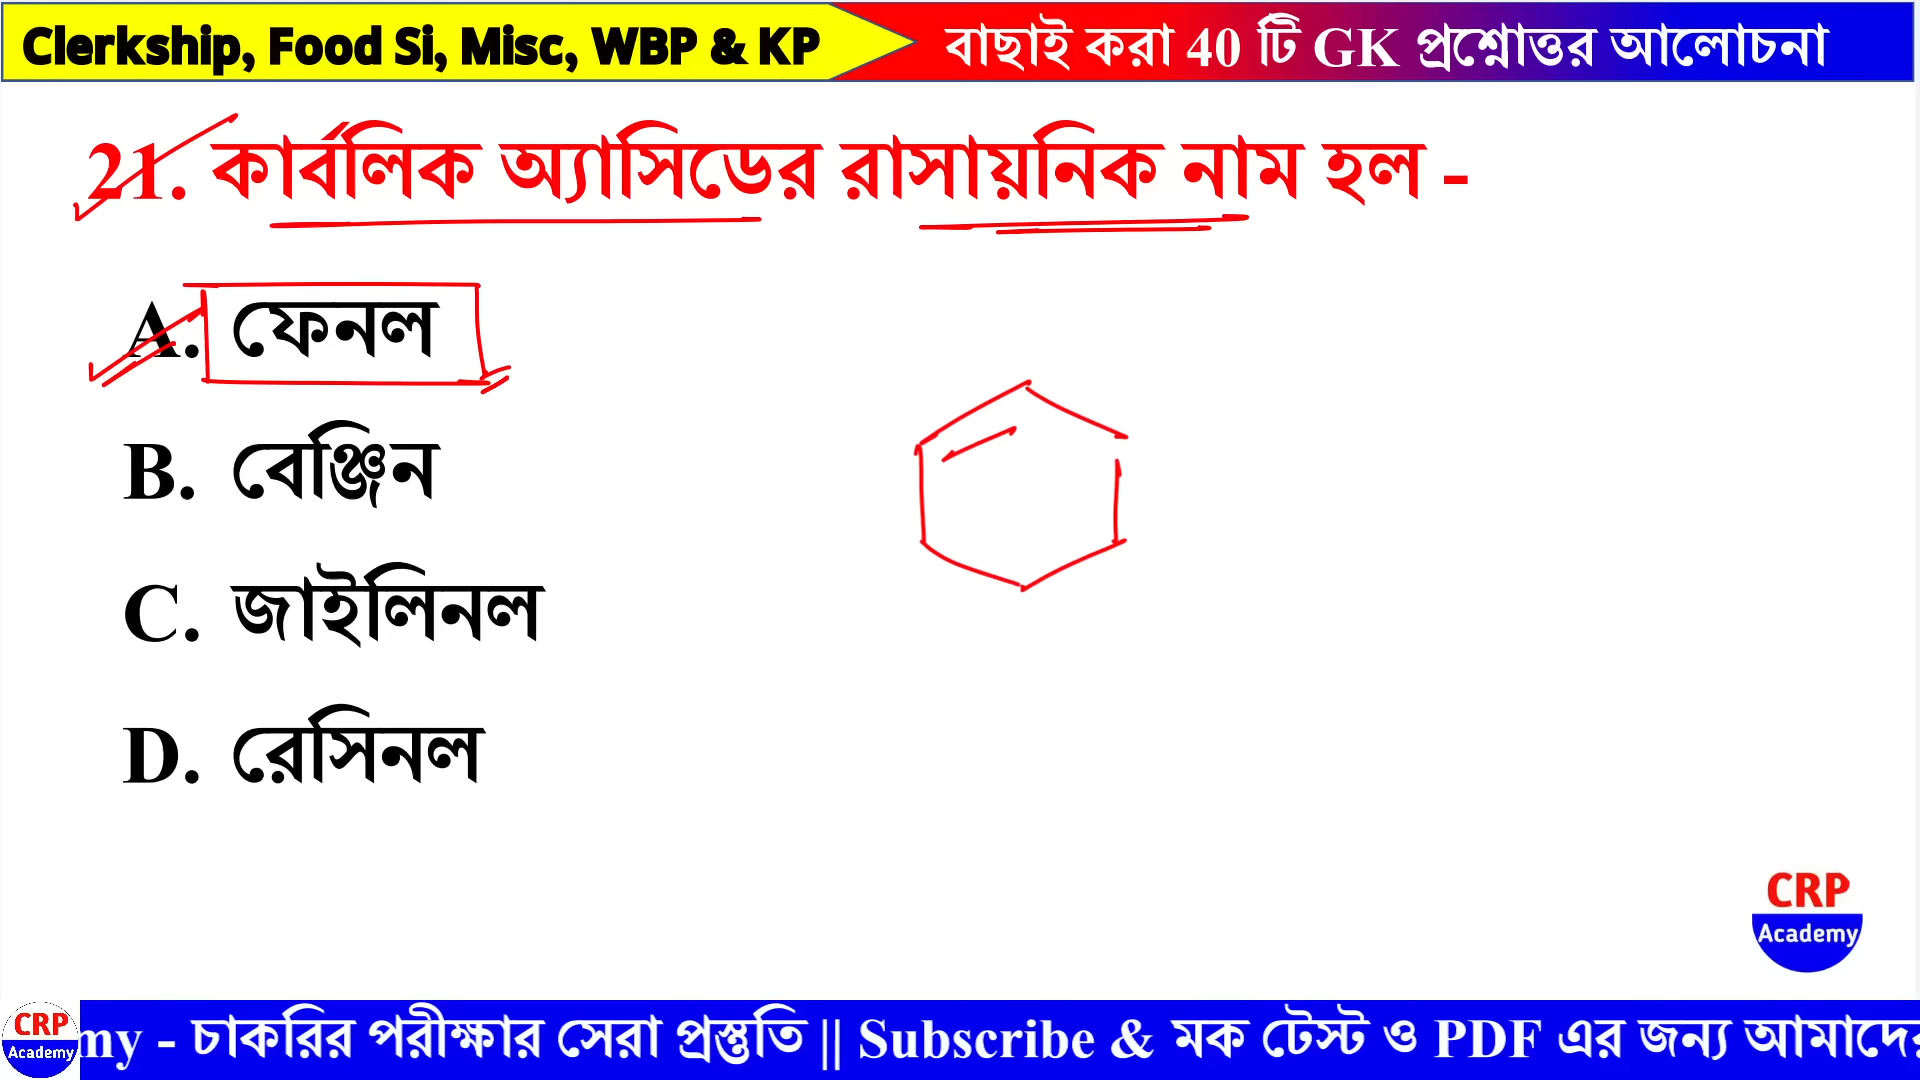 Clerkship, Food Si, Misc, WBP & KP
বাছাই করা 40 টি GK প্রশ্নোত্তর আলোচনা
21. কার্বলিক অ্যাসিডের রাসায়নিক নাম হল -
A. ফেনল
B. বেঞ্জিন
C. জাইলিনল
D. রেসিনল
CRP
Academy
CRP
Academy
my - চাকরির পরীক্ষার সেরা প্রস্তুতি || Subscribe & মক টেস্ট ও PDF এর জন্য আমাদের